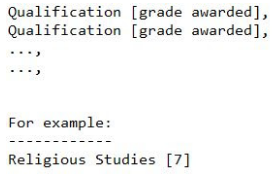 Qualification [grade awarded],
Qualification [grade awarded],
...,
...,
For example:
------------
Religious Studies [7]